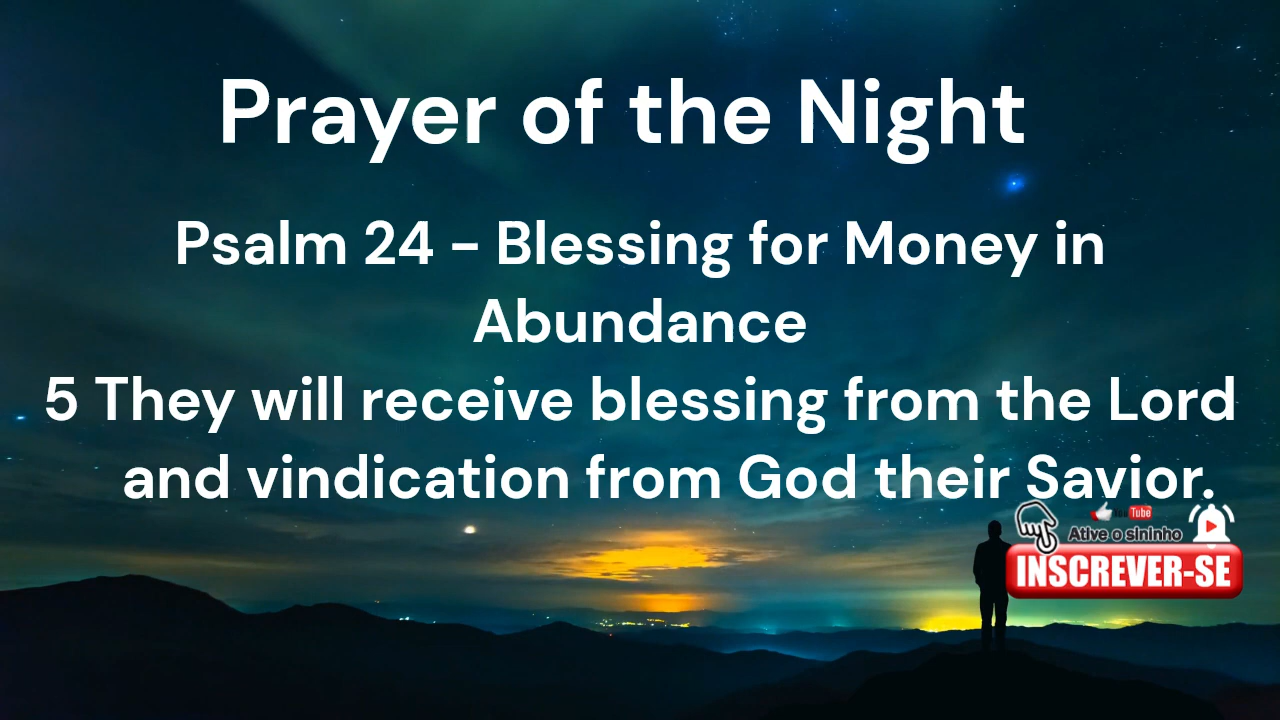 Prayer of the Night
Psalm 24 - Blessing for Money in
Abundance
5 They will receive blessing from the Lord
and vindication from God their Savior.
Tube
Ative o sininho
INSCREVER-SE